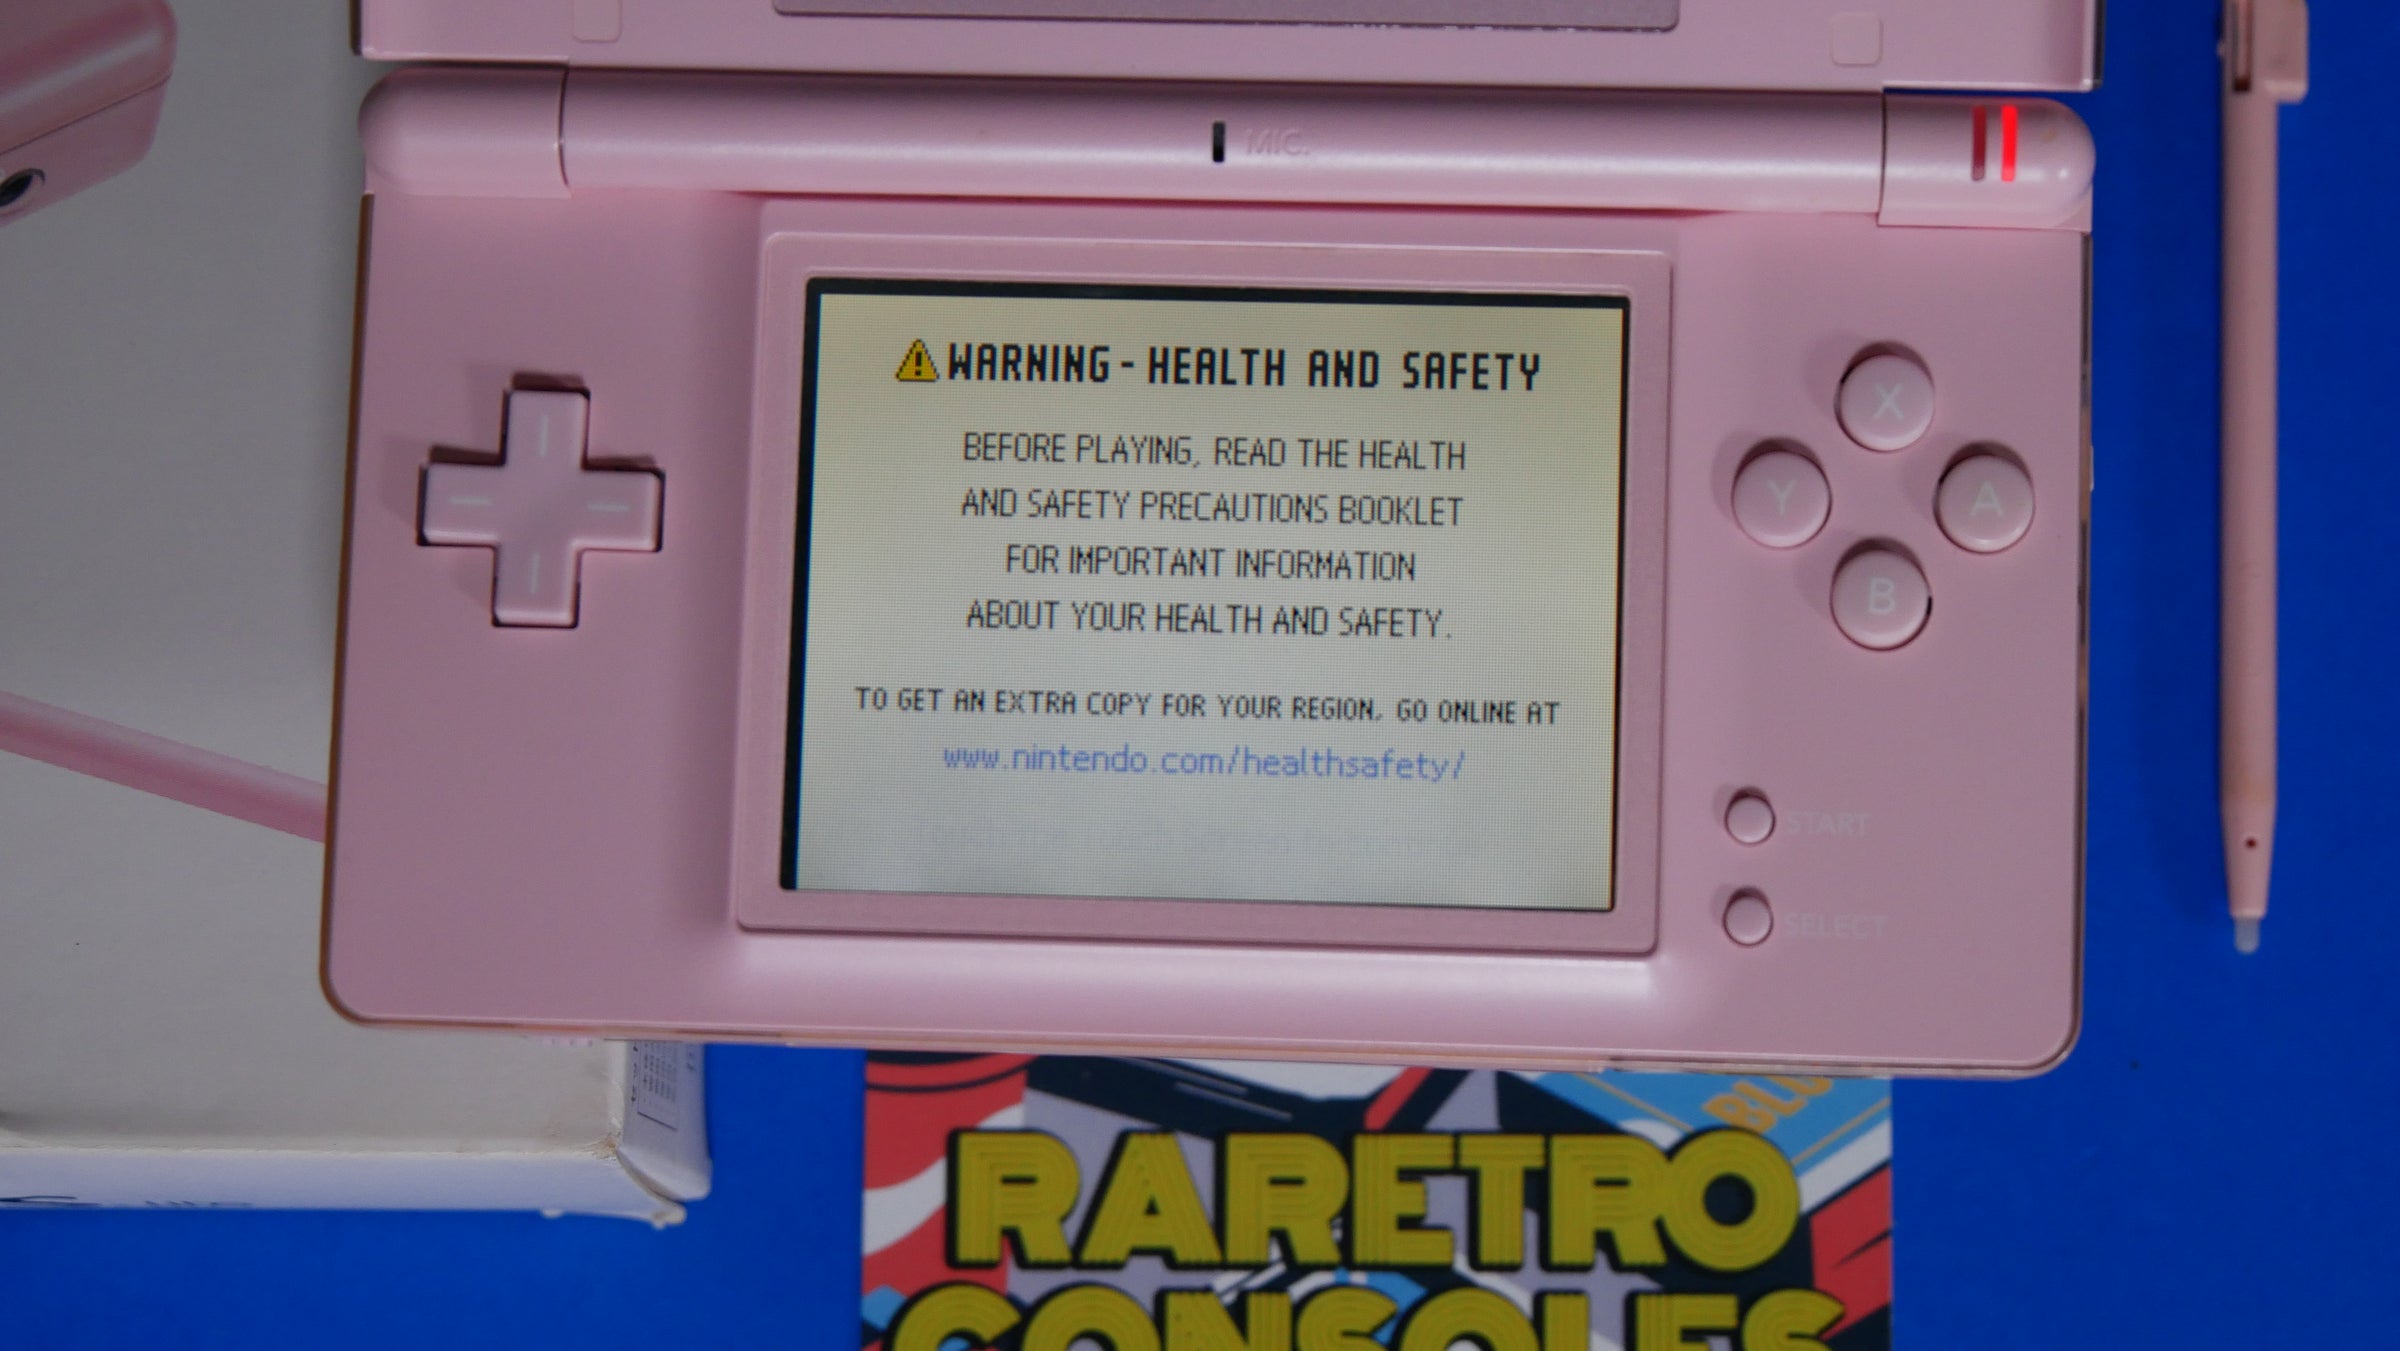 MIC.
WARNING - HEALTH AND SAFETY
BEFORE PLAYING, READ THE HEALTH
AND SAFETY PRECAUTIONS BOOKLET
FOR IMPORTANT INFORMATION
ABOUT YOUR HEALTH AND SAFETY.
TO GET AN EXTRA COPY FOR YOUR REGION, GO ONLINE AT
www.nintendo.com/healthsafety/
X
Y
A
B
START
SELECT
RARETRO
CONSOLES